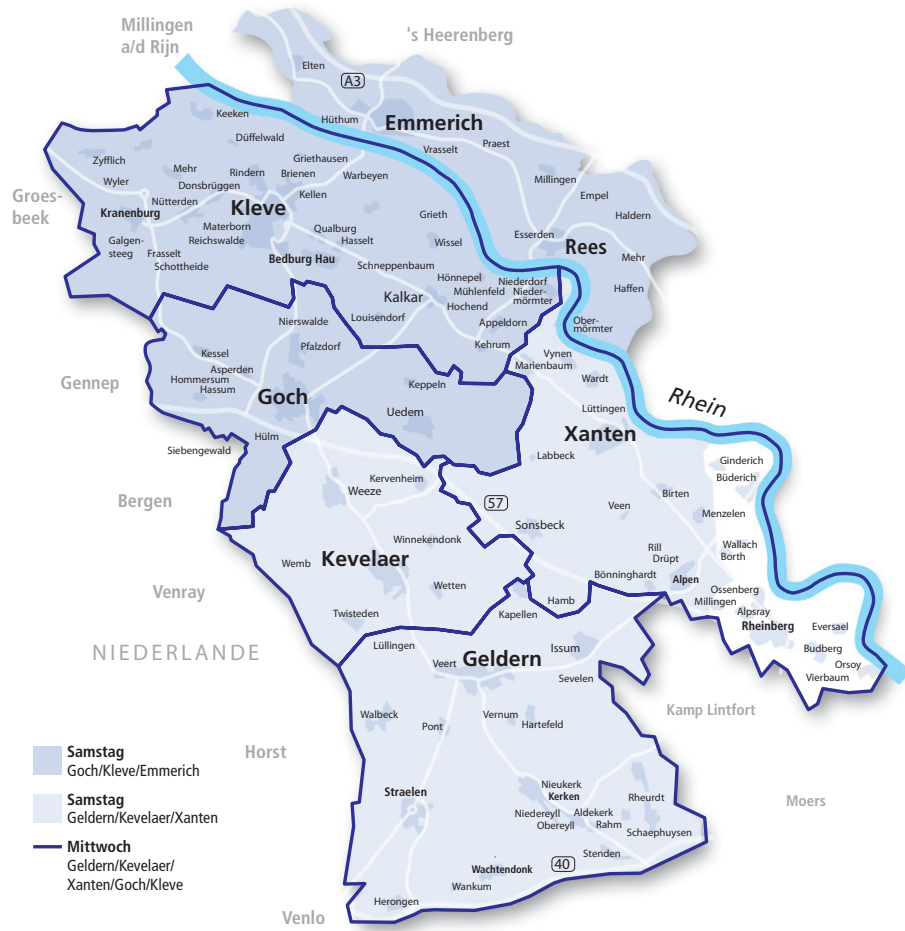 Millingen
a/d Rijn
's Heerenberg
Elten
A3
Keeken
Hüthum
Emmerich
Düffelwald
Vrasselt
Praest
Zyfflich
Griethausen
Mehr
Rindern
Brienen
Warbeyen
Millingen
Wyler
Donsbrüggen
Groes-
beek
Nütterden
Kellen
Empel
Kranenburg
Kleve
Grieth
Haldern
Materborn
Qualburg
Esserden
Galgen-
steeg
Reichswalde
Hasselt
Wissel
Rees
Frasselt
Bedburg Hau
Mehr
Schottheide
Schneppenbaum
Hönnepel
Niederdorf
Mühlenfeld
Nieder-
mörmter
Haffen
Kalkar
Hochend
Louisendorf
Nierswalde
Appeldorn
Ober-
mörmter
Pfalzdorf
Kehrum
Kessel
Vynen
Marienbaum
Gennep
Asperden
Hommersum
Wardt
Hassum
Keppeln
Goch
Rhein
Uedem
Lüttingen
Hülm
Xanten
Siebengewald
Labbeck
Ginderich
Büderich
Kervenheim
Bergen
Weeze
Birten
57
Veen
Menzelen
Sonsbeck
Winnekendonk
Wallach
Kevelaer
Rill
Borth
Wemb
Drüpt
Bönninghardt
Alpen
Venray
Wetten
Ossenberg
Hamb
Millingen
Twisteden
Kapellen
Alpsray
Rheinberg
Eversael
NIEDERLANDE
Lüllingen
Issum
Budberg
Geldern
Veert
Orsoy
Sevelen
Vierbaum
Walbeck
Vernum
Kamp Lintfort
Pont
Hartefeld
Horst
Samstag
Goch/Kleve/Emmerich
Nieukerk
Straelen
Kerken
Rheurdt
Samstag
Geldern/Kevelaer/Xanten
Moers
Niedereyll
Aldekerk
Obereyll
Rahm
Schaephuysen
Mittwoch
Geldern/Kevelaer/
Xanten/Goch/Kleve
Stenden
Wachtendonk
40
Wankum
Herongen
Venlo